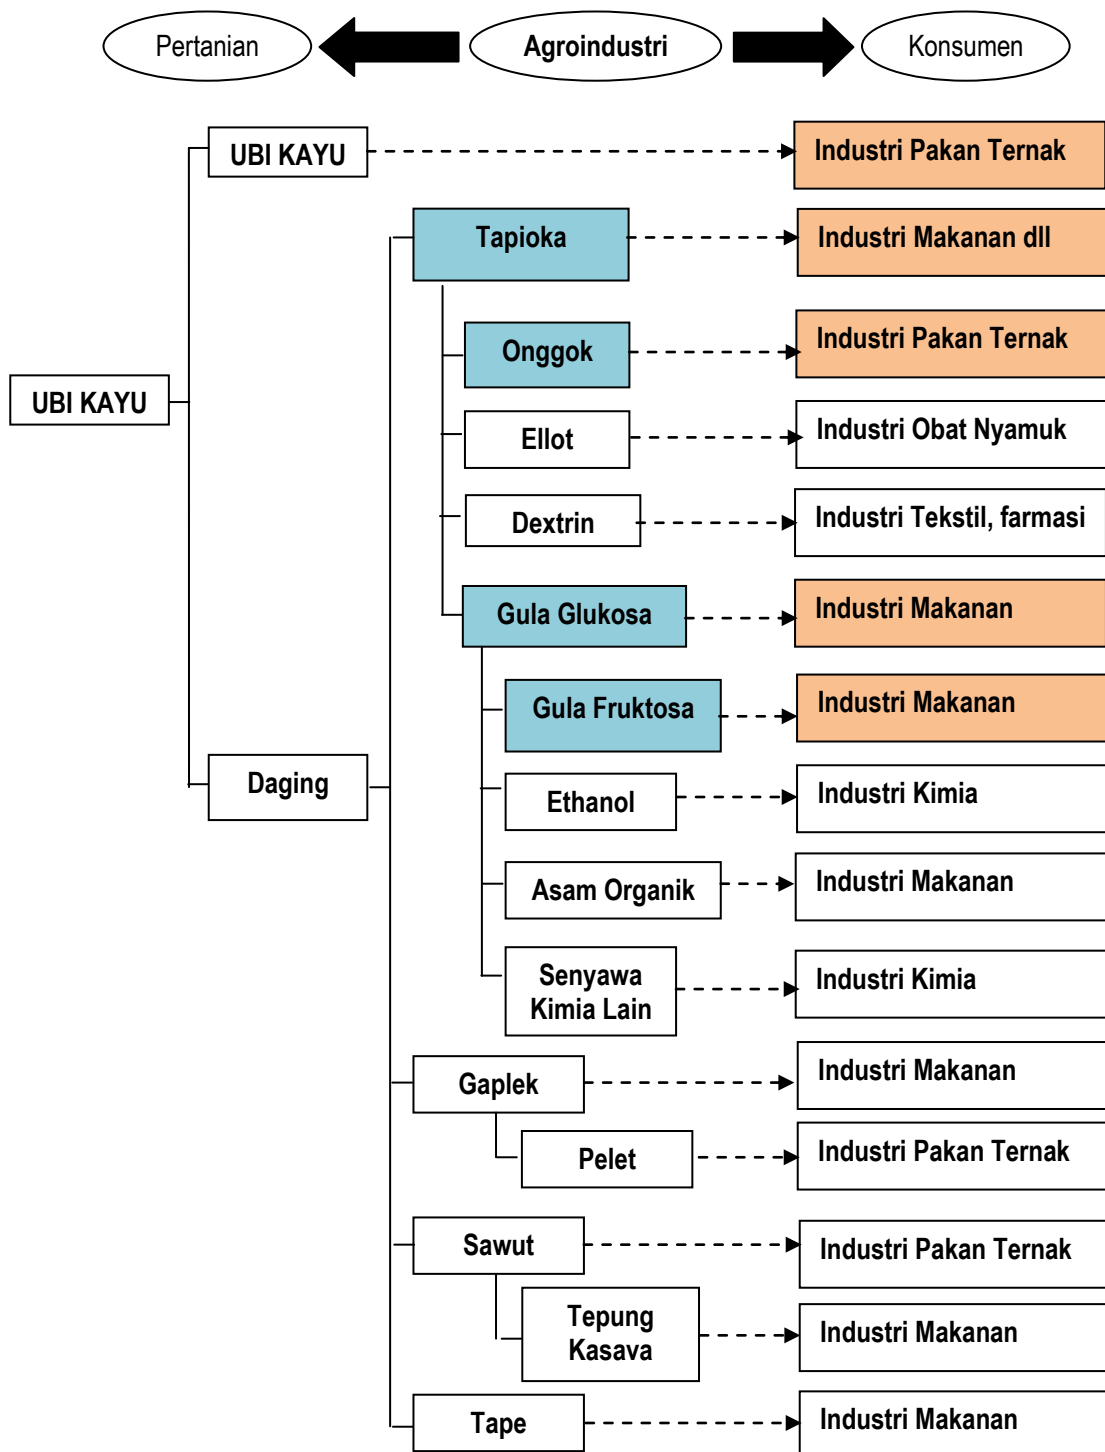 Pertanian
Agroindustri
Konsumen
UBI KAYU
Industri Pakan Ternak
Tapioka
Industri Makanan dll
Onggok
Industri Pakan Ternak
UBI KAYU
Ellot
Industri Obat Nyamuk
Dextrin
Industri Tekstil, farmasi
Gula Glukosa
Industri Makanan
Gula Fruktosa
Industri Makanan
Daging
Ethanol
Industri Kimia
Asam Organik
Industri Makanan
Senyawa
Kimia Lain
Industri Kimia
Gaplek
Industri Makanan
Pelet
Industri Pakan Ternak
Sawut
Industri Pakan Ternak
Tepung
Kasava
Industri Makanan
Tape
Industri Makanan